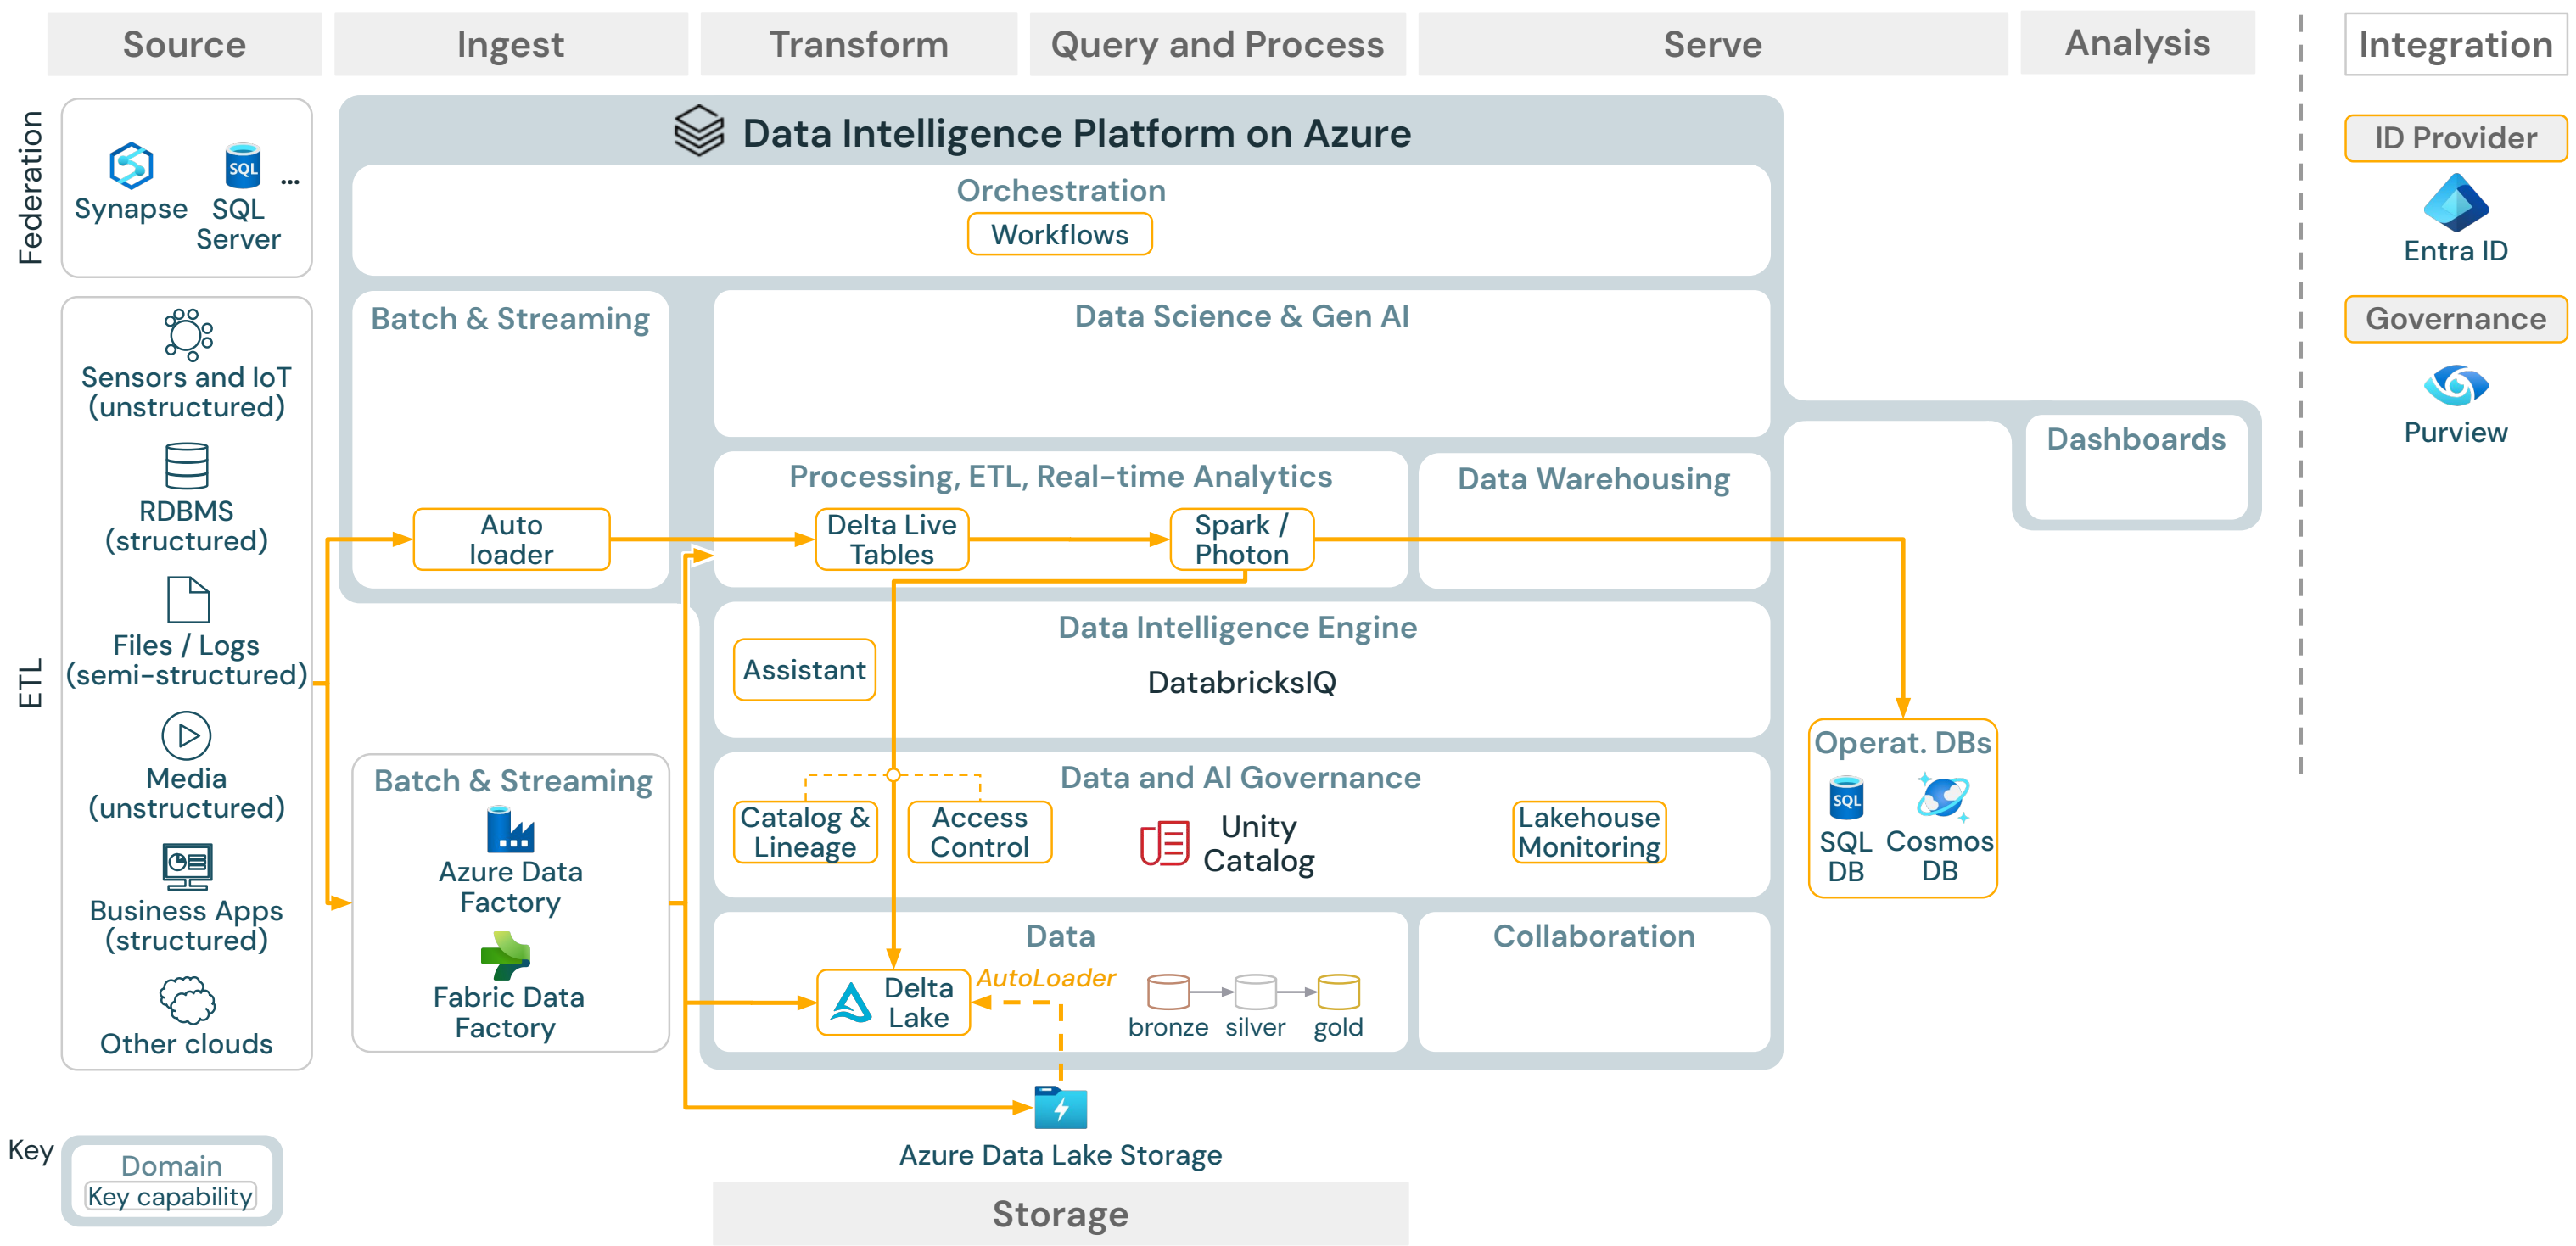 Source
Ingest
Transform
Query and Process
Serve
Analysis
Integration
Federation
Synapse
SQL
...
SQL
Server
Data Intelligence Platform on Azure
Orchestration
Workflows
ID Provider
Entra ID
Governance
Purview
ETL
Sensors and IoT
(unstructured)
RDBMS
(structured)
Files / Logs
(semi-structured)
Media
(unstructured)
Business Apps
(structured)
Other clouds
Batch & Streaming
Auto
loader
Data Science & Gen AI
Processing, ETL, Real-time Analytics
Delta Live
Tables
Spark /
Photon
Data Warehousing
Dashboards
Data Intelligence Engine
Assistant
DatabricksIQ
Batch & Streaming
Azure Data
Factory
Fabric Data
Factory
Data and AI Governance
Catalog &
Lineage
Access
Control
Unity
Catalog
Lakehouse
Monitoring
Operat. DBs
SQL
SQL
DB
Cosmos
DB
Data
Delta
Lake
AutoLoader
bronze
silver
gold
Collaboration
Azure Data Lake Storage
Storage
Key
Domain
Key capability